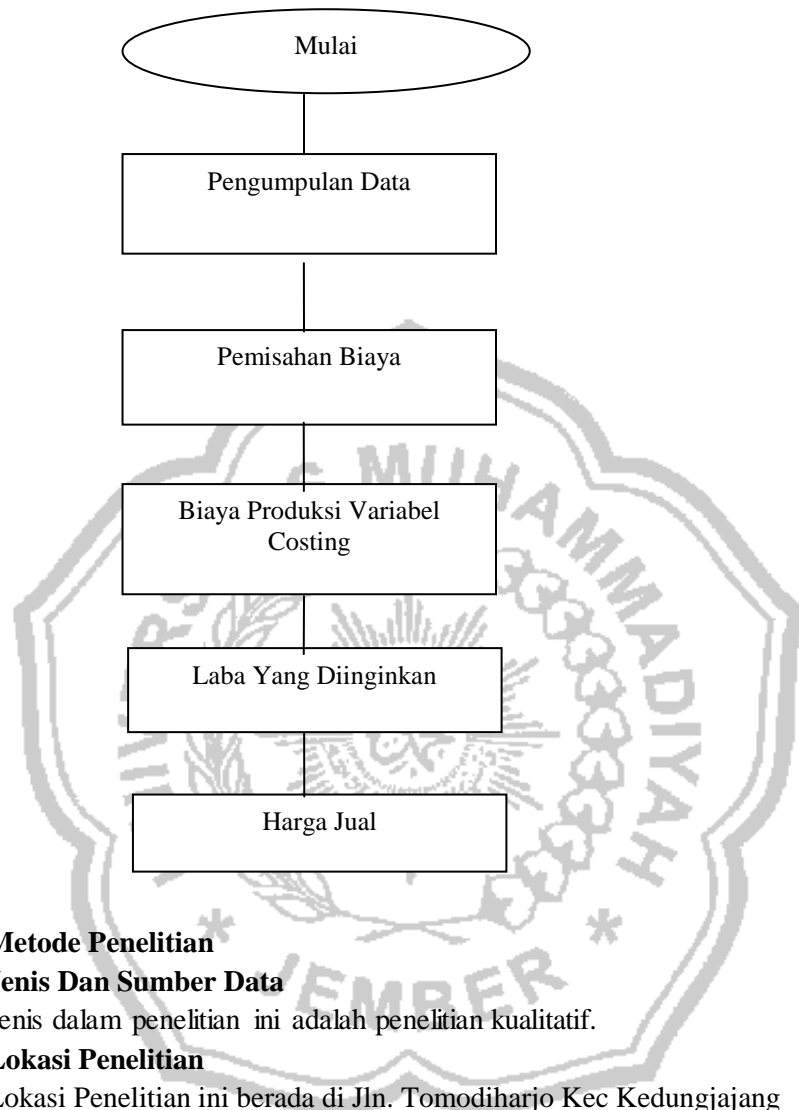 Mulai
Pengumpulan Data
Pemisahan Biaya
Biaya Produksi Variabel
Costing
Laba Yang Diinginkan
Harga Jual
Metode Penelitian
Jenis Dan Sumber Data
Jenis dalam penelitian ini adalah penelitian kualitatif.
Lokasi Penelitian
Lokasi Penelitian ini berada di Jln. Tomodiharjo Kec Kedungjajang
MUHAMMADIYAH
JEMBER